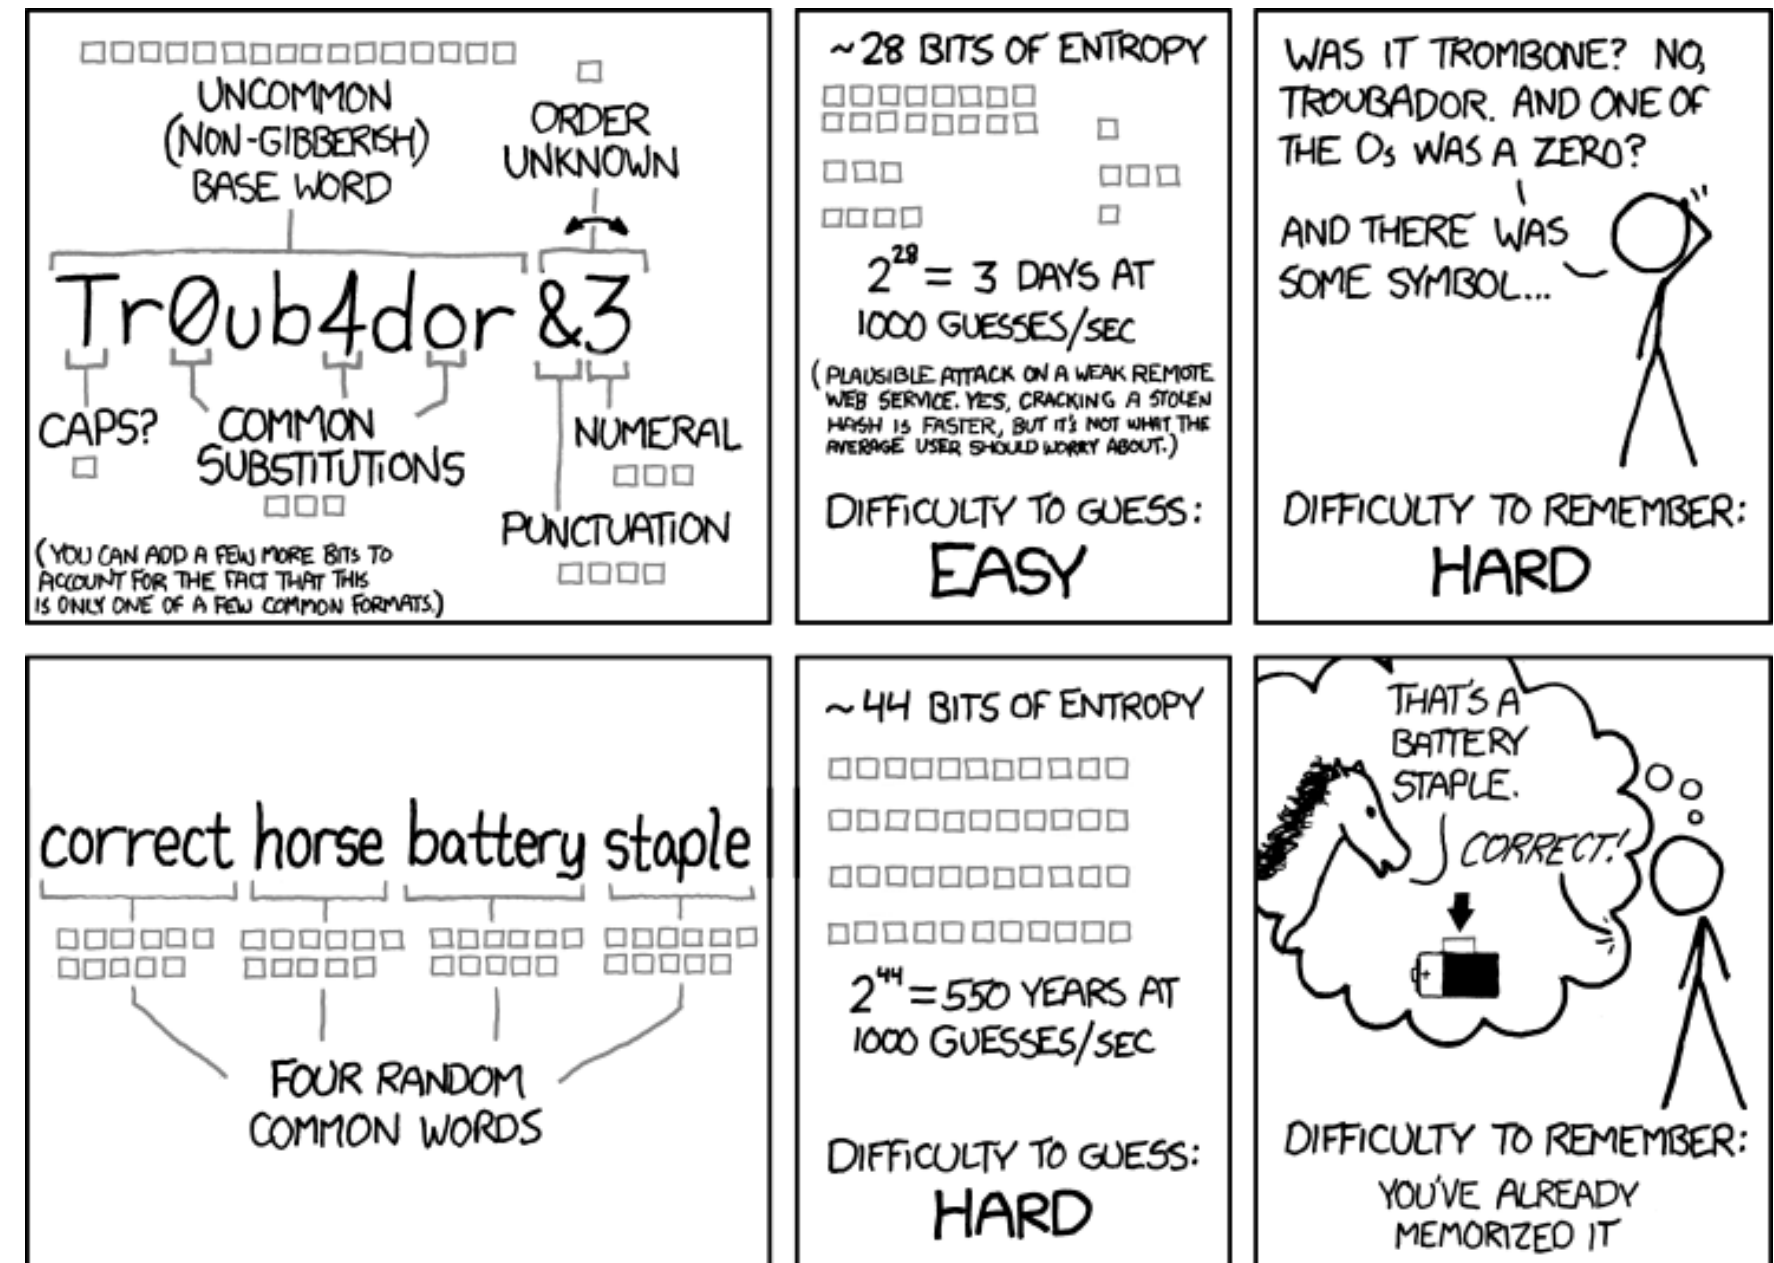 UNCOMMON
(NON-GIBBERISH)
BASE WORD
ORDER
UNKNOWN
Tr0ub4dor &3
CAPS?
COMMON
SUBSTITUTIONS
NUMERAL
PUNCTUATION
(YOU CAN ADD A FEW MORE BITS TO
ACCOUNT FOR THE FACT THAT THIS
IS ONLY ONE OF A FEW COMMON FORMATS.)
~28 BITS OF ENTROPY
2^28 = 3 DAYS AT
1000 GUESSES/SEC
(PLAUSIBLE ATTACK ON A WEAK REMOTE
WEB SERVICE. YES, CRACKING A STOLEN
HASH IS FASTER, BUT IT'S NOT WHAT THE
AVERAGE USER SHOULD WORRY ABOUT.)
DIFFICULTY TO GUESS:
EASY
WAS IT TROMBONE? NO,
TROUBADOR. AND ONE OF
THE Os WAS A ZERO?
AND THERE WAS
SOME SYMBOL...
DIFFICULTY TO REMEMBER:
HARD
correct horse battery staple
FOUR RANDOM
COMMON WORDS
~44 BITS OF ENTROPY
2^44 = 550 YEARS AT
1000 GUESSES/SEC
DIFFICULTY TO GUESS:
HARD
THAT'S A
BATTERY
STAPLE.
CORRECT!
+
DIFFICULTY TO REMEMBER:
YOU'VE ALREADY
MEMORIZED IT